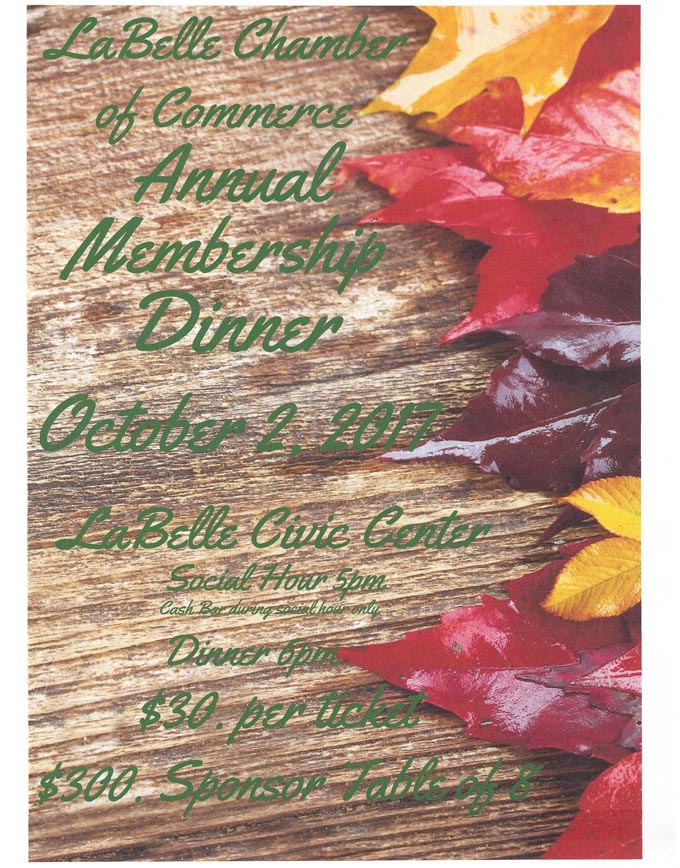 LaBelle Chamber
of Commerce
Annual
Membership
Dinner
October 2, 2017
LaBelle Civic Center
Social Hour 5pm
Cash Bar during social hour only
Dinner 6pm
$30. per ticket
$300. Sponsor Table of 8